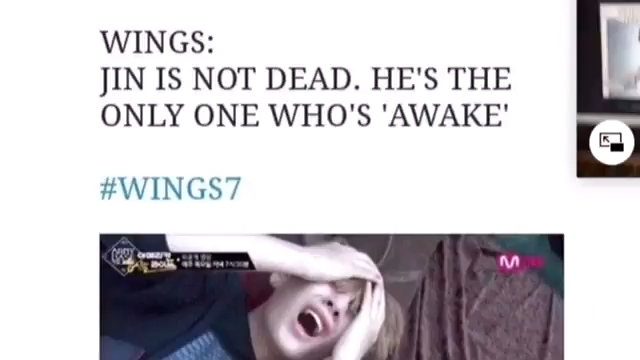 WINGS:
JIN IS NOT DEAD. HE'S THE
ONLY ONE WHO'S 'AWAKE'
#WINGS7